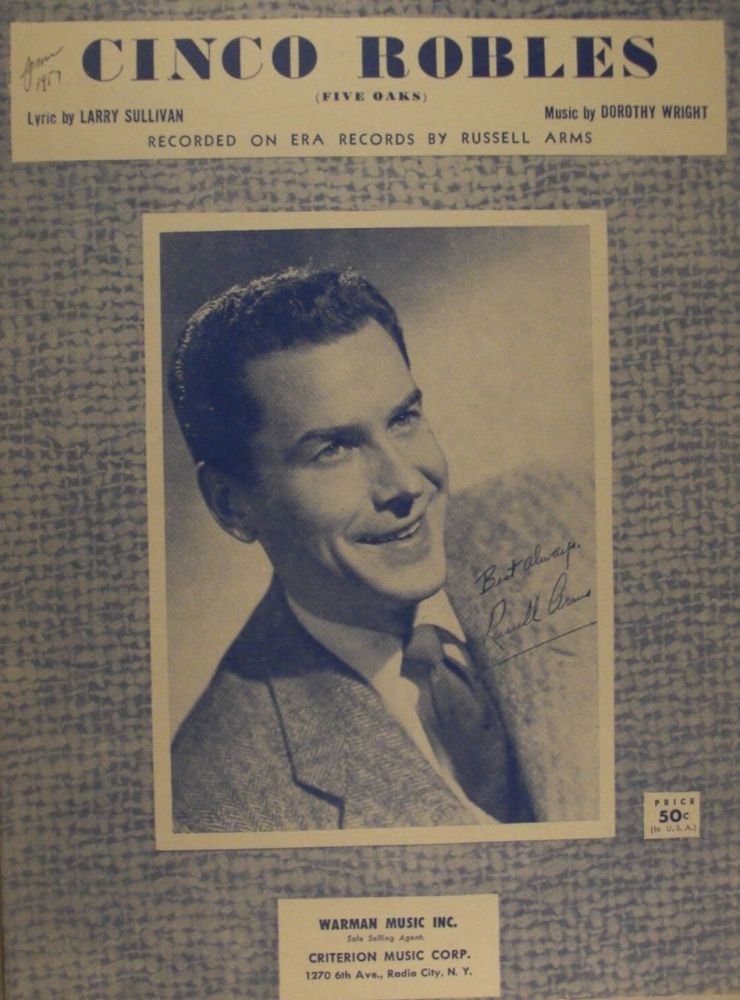 CINCO ROBLES
1957
(FIVE OAKS)
Lyric by LARRY SULLIVAN
Music by DOROTHY WRIGHT
RECORDED ON ERA RECORDS BY RUSSELL ARMS
Best always,
Russell Arms
PRICE
50c
(In U.S.A.)
WARMAN MUSIC INC.
Sole Selling Agent:
CRITERION MUSIC CORP.
1270 6th Ave., Radio City, N. Y.